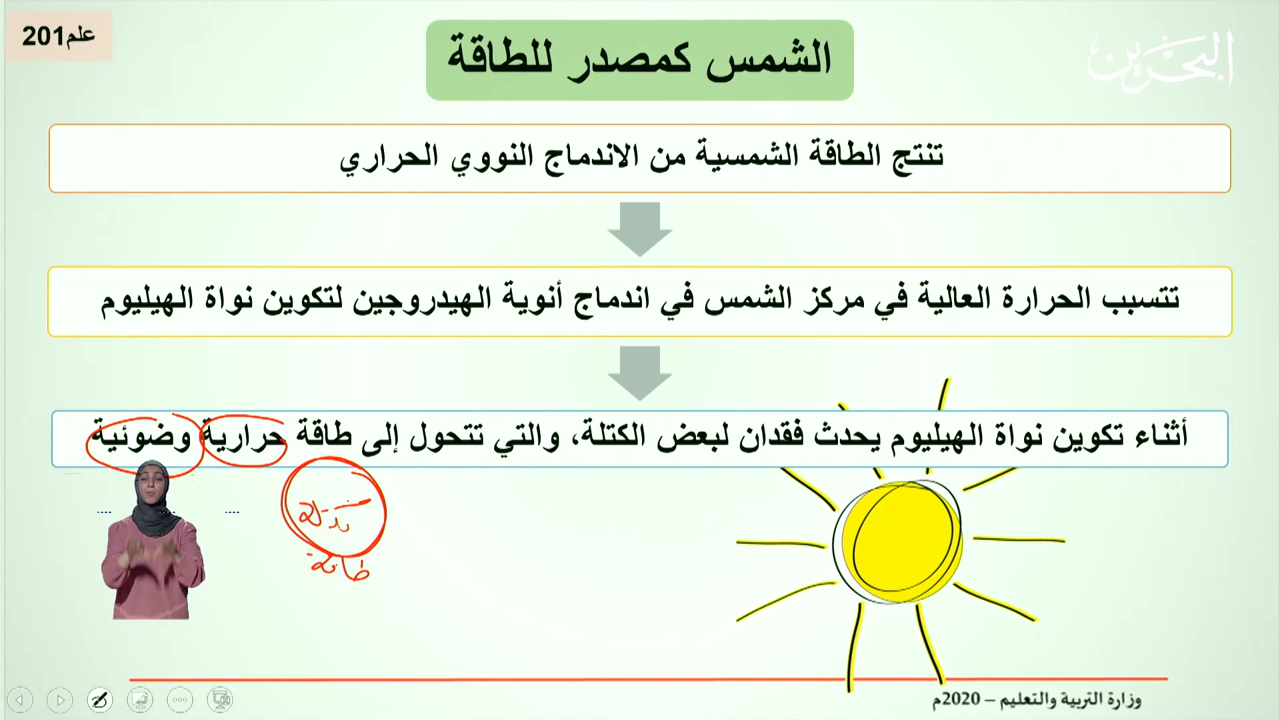 علم201
البحرين
الشمس كمصدر للطاقة
تنتج الطاقة الشمسية من الاندماج النووي الحراري
تتسبب الحرارة العالية في مركز الشمس في اندماج أنوية الهيدروجين لتكوين نواة الهيليوم
أثناء تكوين نواة الهيليوم يحدث فقدان لبعض الكتلة، والتي تتحول إلى طاقة حرارية وضوئية
طاقة
وزارة التربية والتعليم – 2020م